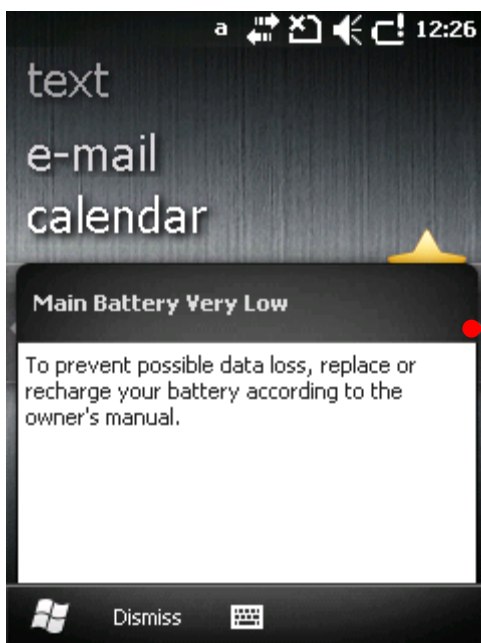 a 12:26
text
e-mail
calendar
Main Battery Very Low
To prevent possible data loss, replace or
recharge your battery according to the
owner's manual.
Dismiss